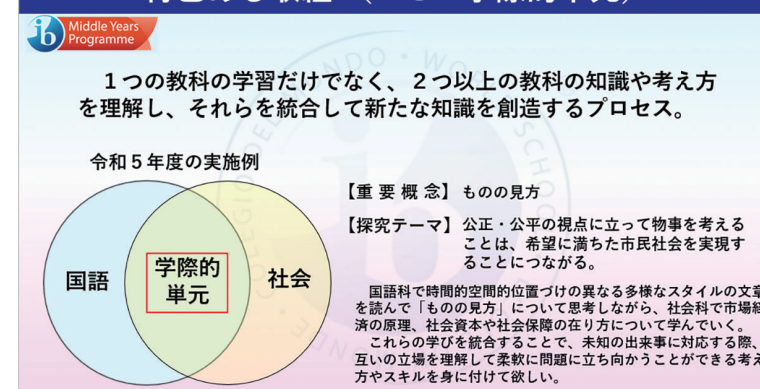 ib Middle Years
Programme
1つの教科の学習だけでなく、2つ以上の教科の知識や考え方
を理解し、それらを統合して新たな知識を創造するプロセス。
令和5年度の実施例
国語
学際的
単元
社会
【重要概念】ものの見方
【探究テーマ】公正・公平の視点に立って物事を考える
ことは、希望に満ちた市民社会を実現す
ることにつながる。
国語科で時間的空間的位置づけの異なる多様なスタイルの文章
を読んで「ものの見方」について思考しながら、社会科で市場経
済の原理、社会資本や社会保障の在り方について学んでいく。
これらの学びを統合することで、未知の出来事に対応する際、
互いの立場を理解して柔軟に問題に立ち向かうことができる考え
方やスキルを身に付けて欲しい。